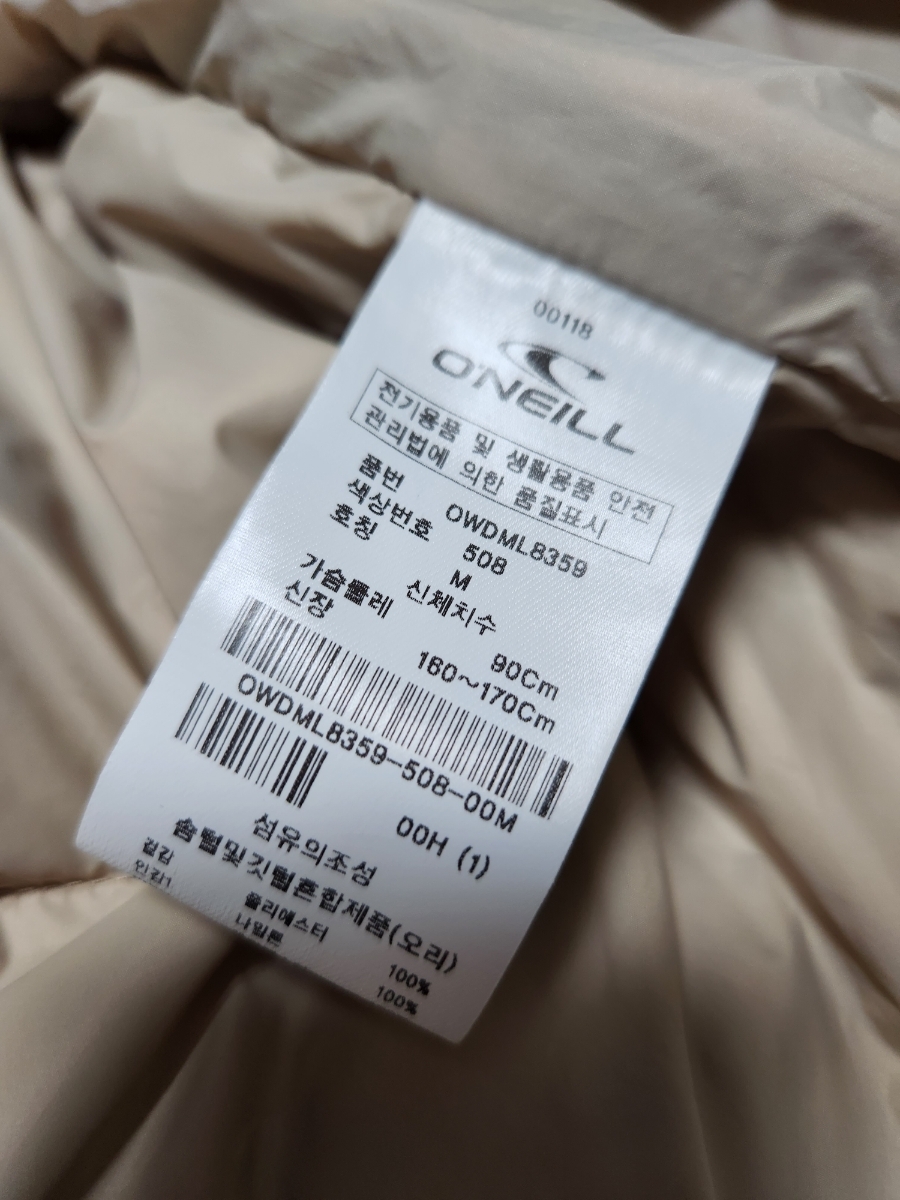 00118
O'NEILL
전기용품 및 생활용품 안전
관리법에 의한 품질표시
품번 OWDML8359
색상번호 508
호칭 M
신체치수
가슴둘레 90Cm
신장 160~170Cm
OWDML8359-508-00M
00H (1)
섬유의조성
솜털및깃털혼합제품(오리)
겉감 폴리에스터 100%
안감1 나일론 100%